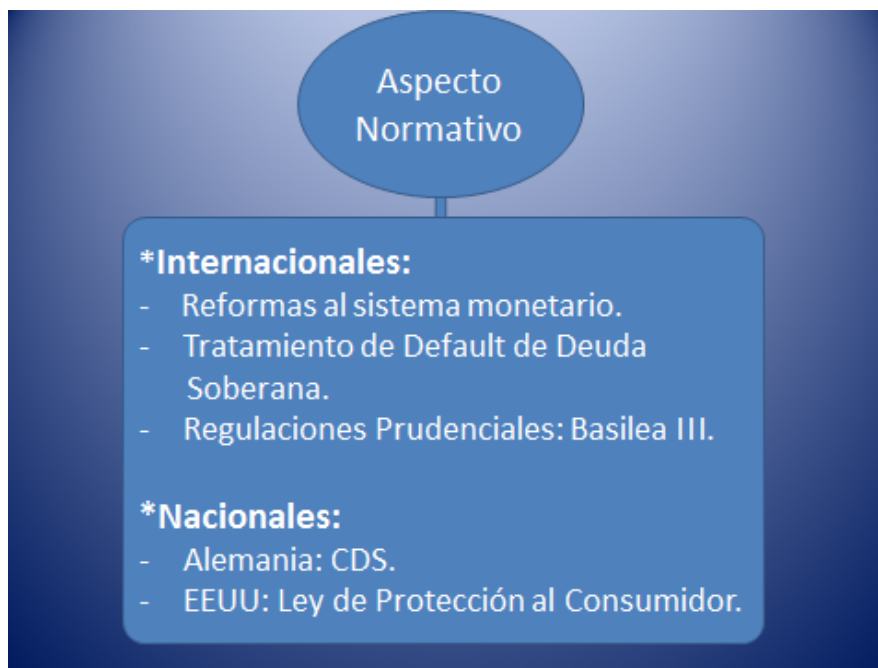 Aspecto
Normativo
*Internacionales:
- Reformas al sistema monetario.
- Tratamiento de Default de Deuda
Soberana.
- Regulaciones Prudenciales: Basilea III.
*Nacionales:
- Alemania: CDS.
- EEUU: Ley de Protección al Consumidor.